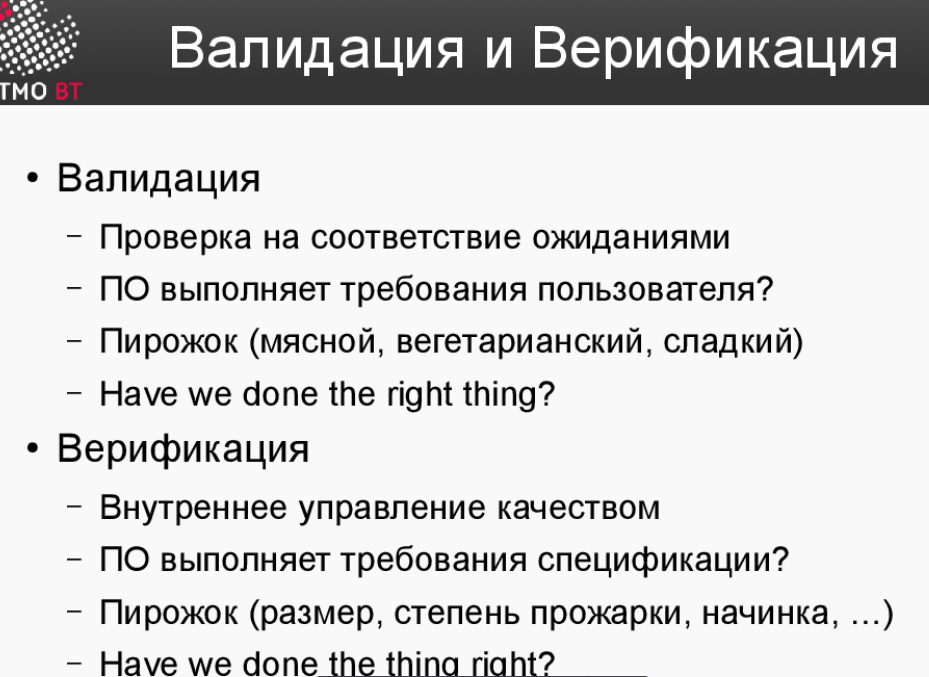 Валидация и Верификация
ТМО ВТ
• Валидация
– Проверка на соответствие ожиданиями
– ПО выполняет требования пользователя?
– Пирожок (мясной, вегетарианский, сладкий)
– Have we done the right thing?
• Верификация
– Внутреннее управление качеством
– ПО выполняет требования спецификации?
– Пирожок (размер, степень прожарки, начинка, ...)
– Have we done the thing right?